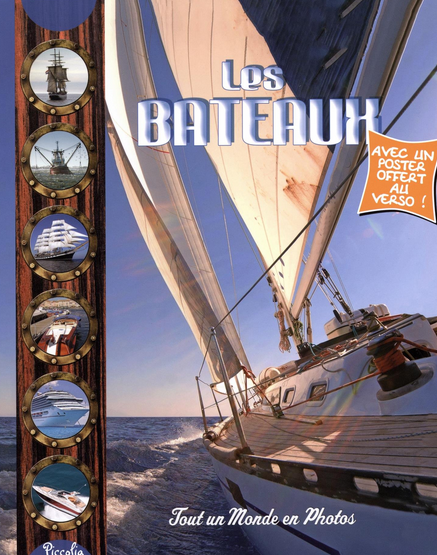 Les
BATEAUX
AVEC UN
POSTER
OFFERT
AU
VERSO !
Tout un Monde en Photos
Piccolia